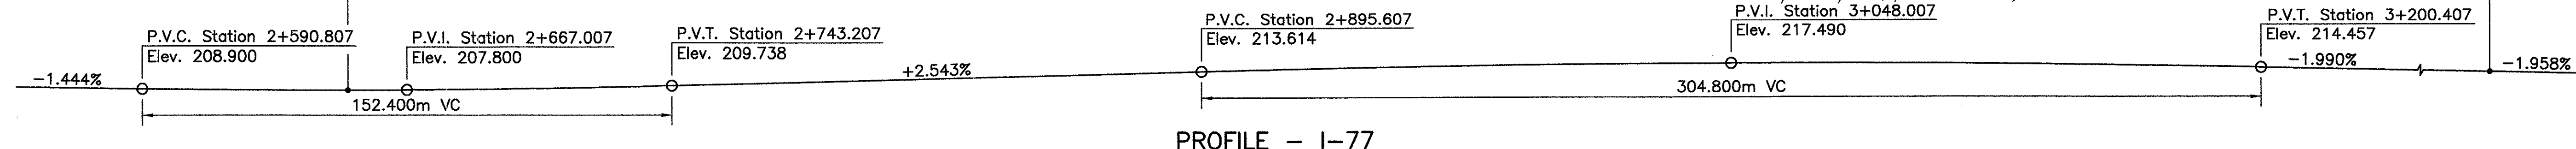 -1.444%
P.V.C. Station 2+590.807
Elev. 208.900
P.V.I. Station 2+667.007
Elev. 207.800
152.400m VC
P.V.T. Station 2+743.207
Elev. 209.738
+2.543%
P.V.C. Station 2+895.607
Elev. 213.614
P.V.I. Station 3+048.007
Elev. 217.490
304.800m VC
P.V.T. Station 3+200.407
Elev. 214.457
-1.990%
-1.958%
PROFILE - I-77